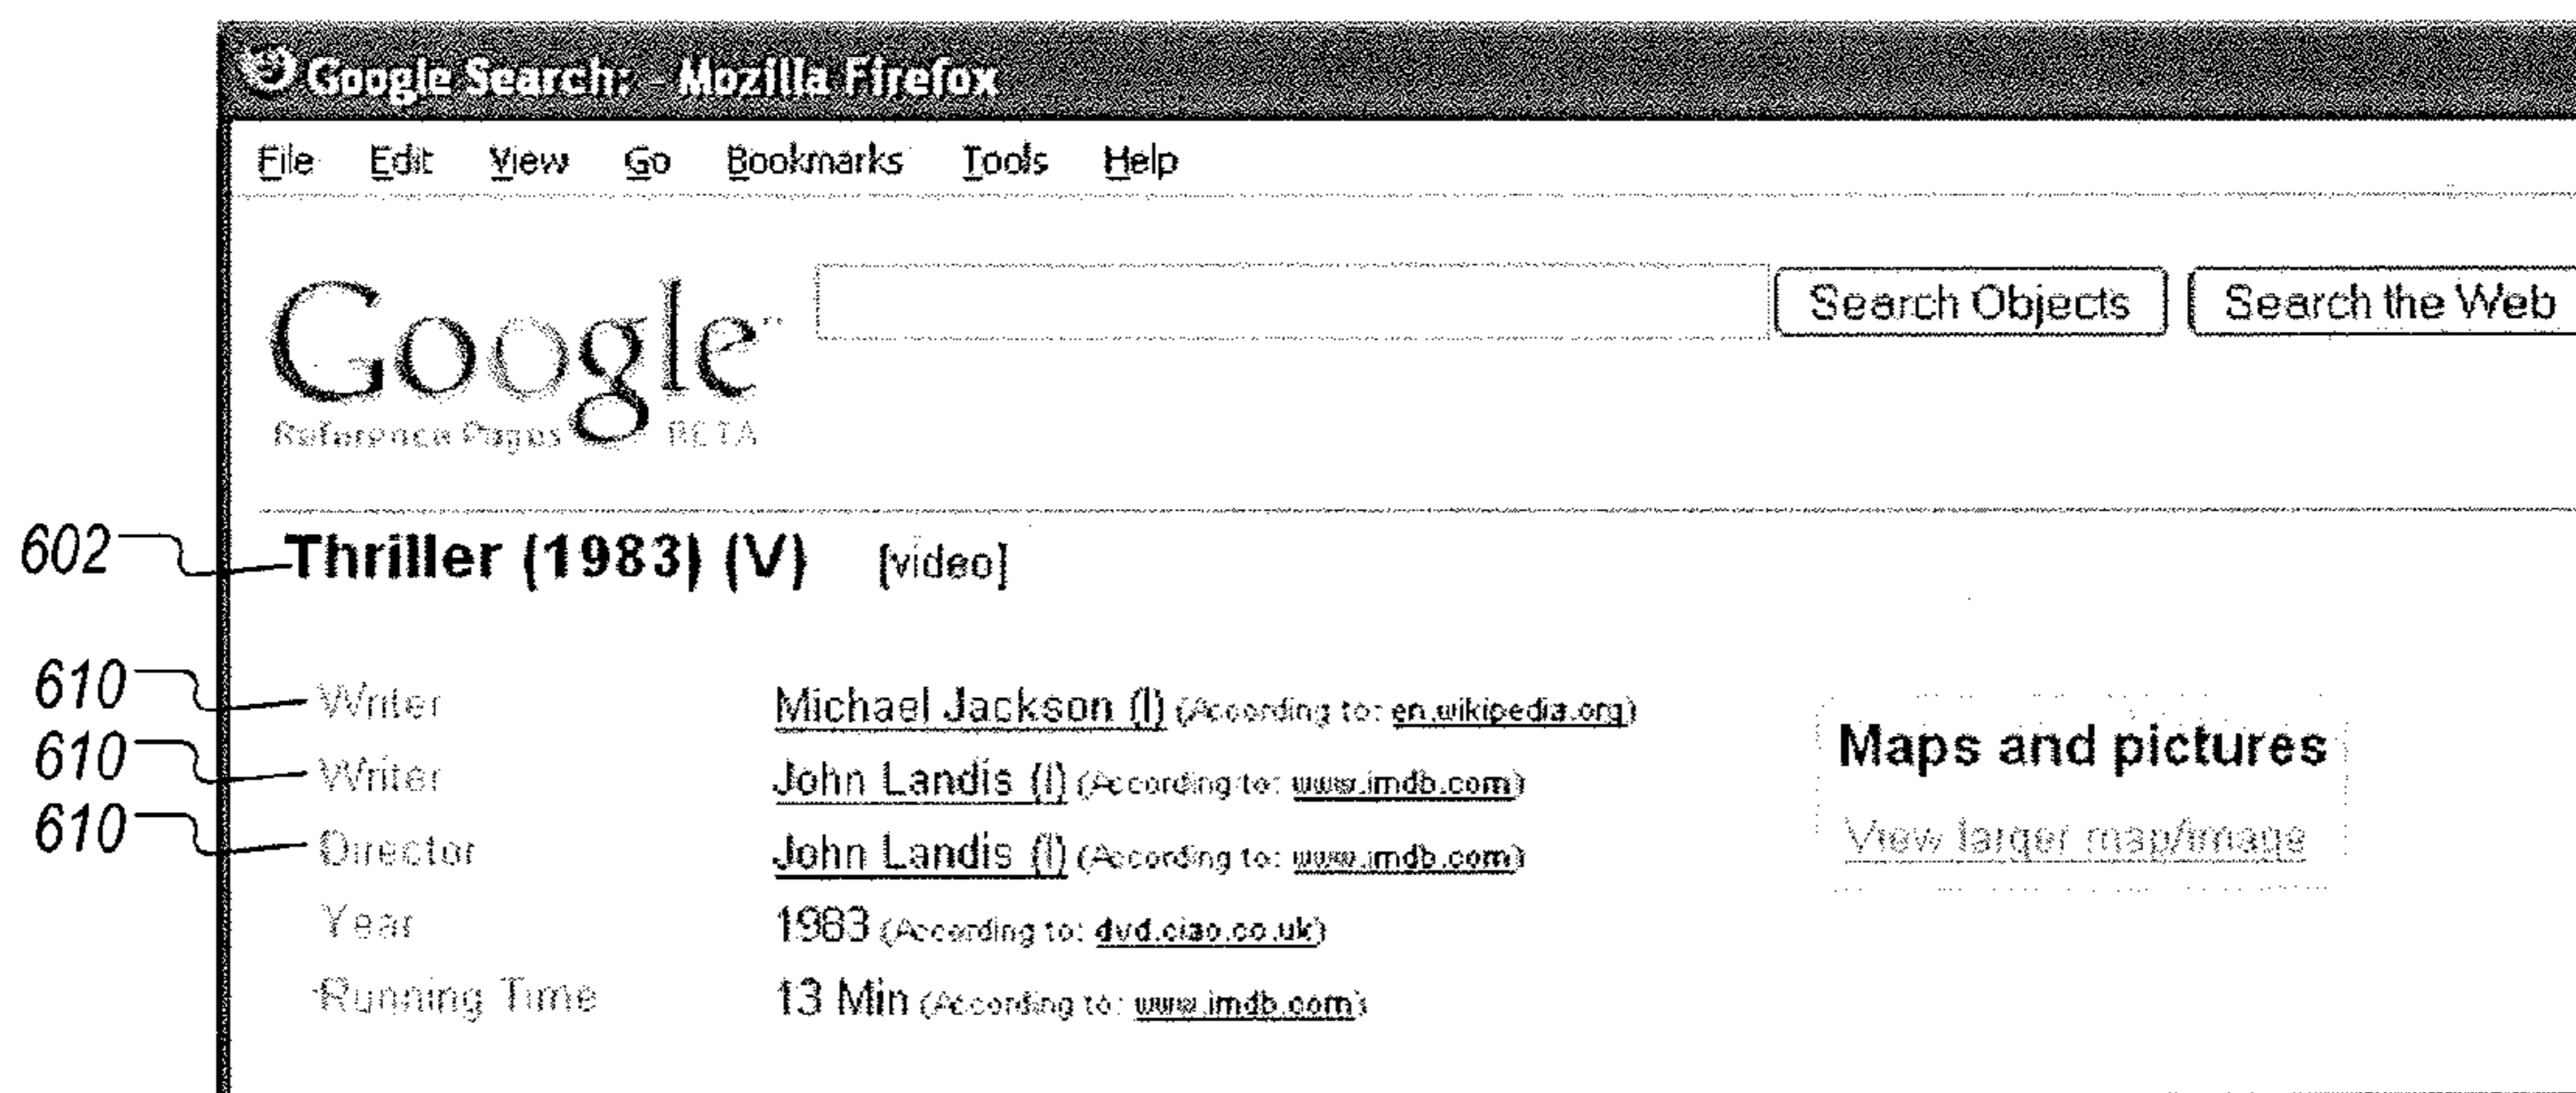 Google Search: - Mozilla Firefox
File Edit View Go Bookmarks Tools Help
Google™ Search Objects Search the Web
Reference Pages BETA
602 Thriller (1983) (V) [video]
610 Writer Michael Jackson (I) (According to: en.wikipedia.org)
610 Writer John Landis (I) (According to: www.imdb.com)
610 Director John Landis (I) (According to: www.imdb.com)
Year 1983 (According to: dvd.ciao.co.uk)
Running Time 13 Min (According to: www.imdb.com)
Maps and pictures
View larger map/image